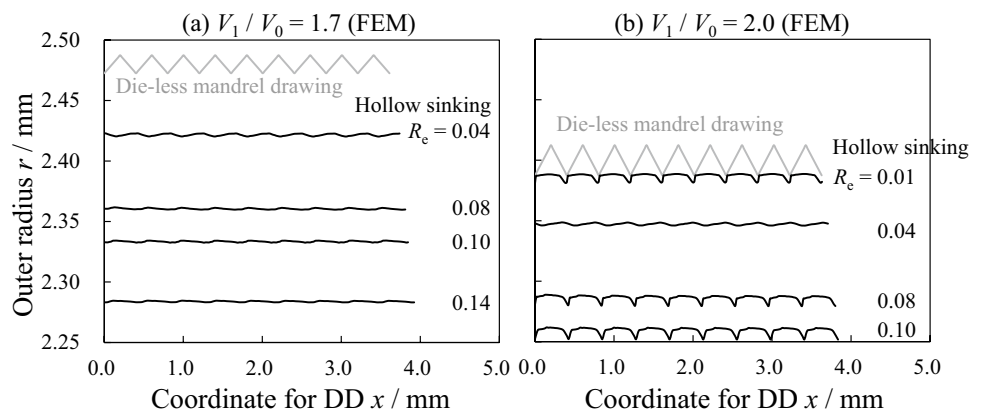 (a) V1 / V0 = 1.7 (FEM)
(b) V1 / V0 = 2.0 (FEM)
Outer radius r / mm
2.50
2.45
2.40
2.35
2.30
2.25
Die-less mandrel drawing
Hollow sinking
Re = 0.04
0.08
0.10
0.14
0.0 1.0 2.0 3.0 4.0 5.0
Coordinate for DD x / mm
Die-less mandrel drawing
Hollow sinking
Re = 0.01
0.04
0.08
0.10
0.0 1.0 2.0 3.0 4.0 5.0
Coordinate for DD x / mm